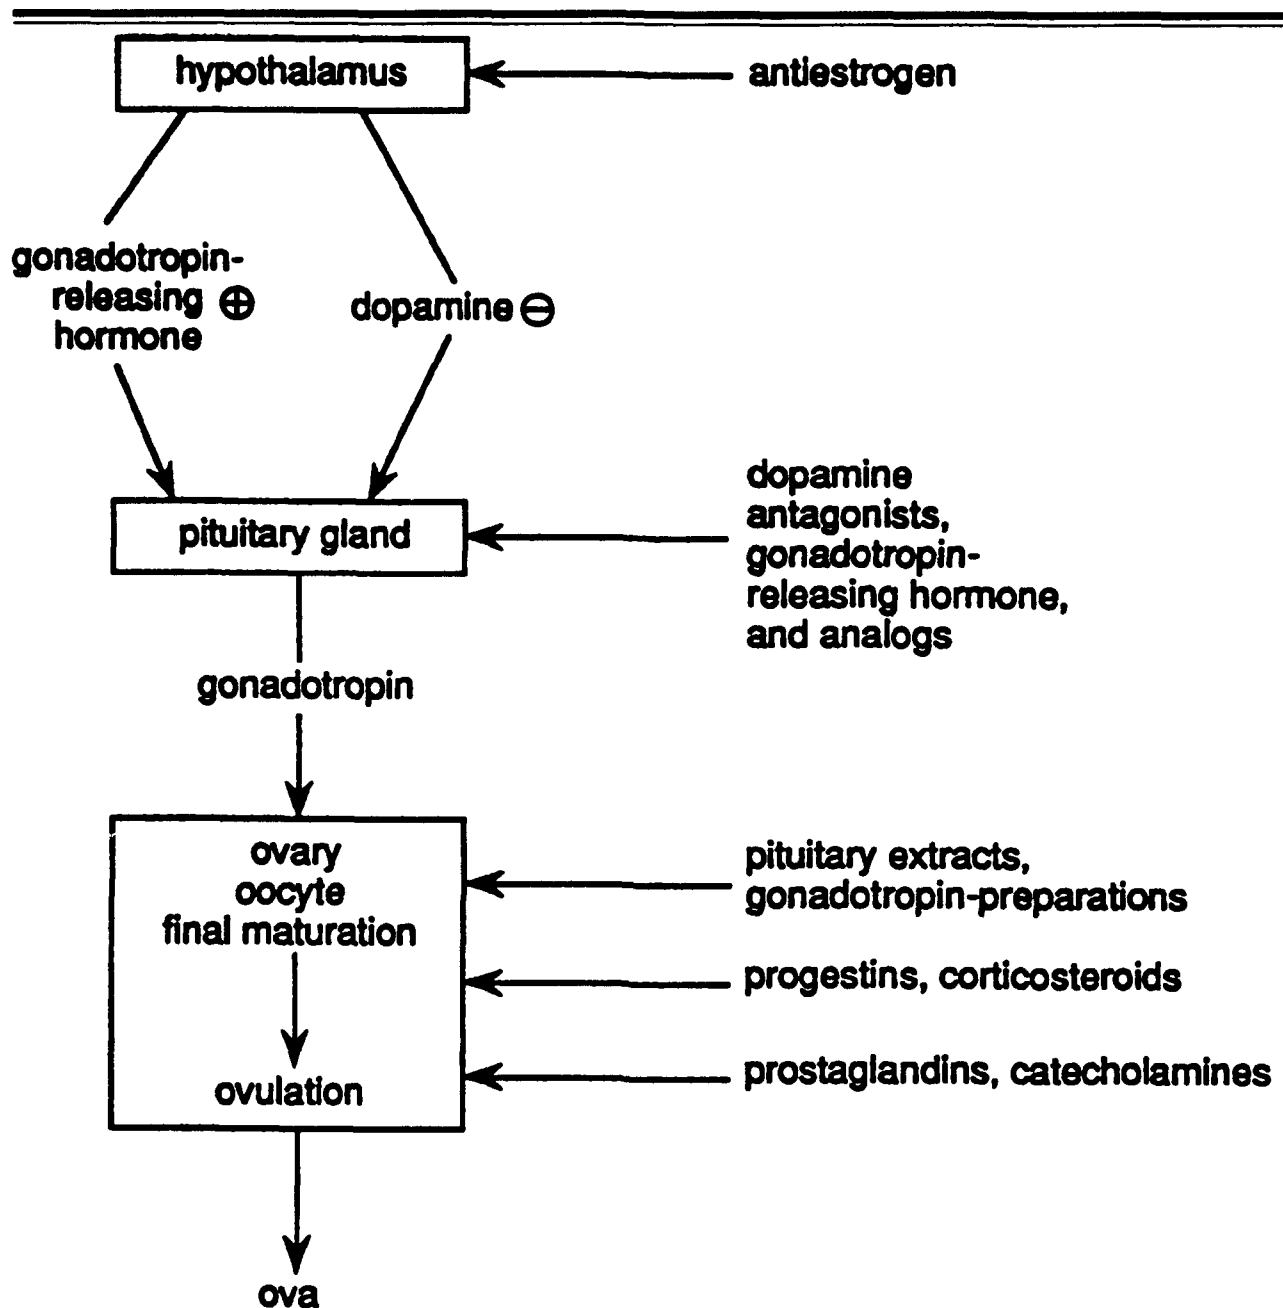 hypothalamus
antiestrogen
gonadotropin-
releasing ⊕
hormone
dopamine ⊖
pituitary gland
dopamine
antagonists,
gonadotropin-
releasing hormone,
and analogs
gonadotropin
ovary
oocyte
final maturation
ovulation
pituitary extracts,
gonadotropin-preparations
progestins, corticosteroids
prostaglandins, catecholamines
ova